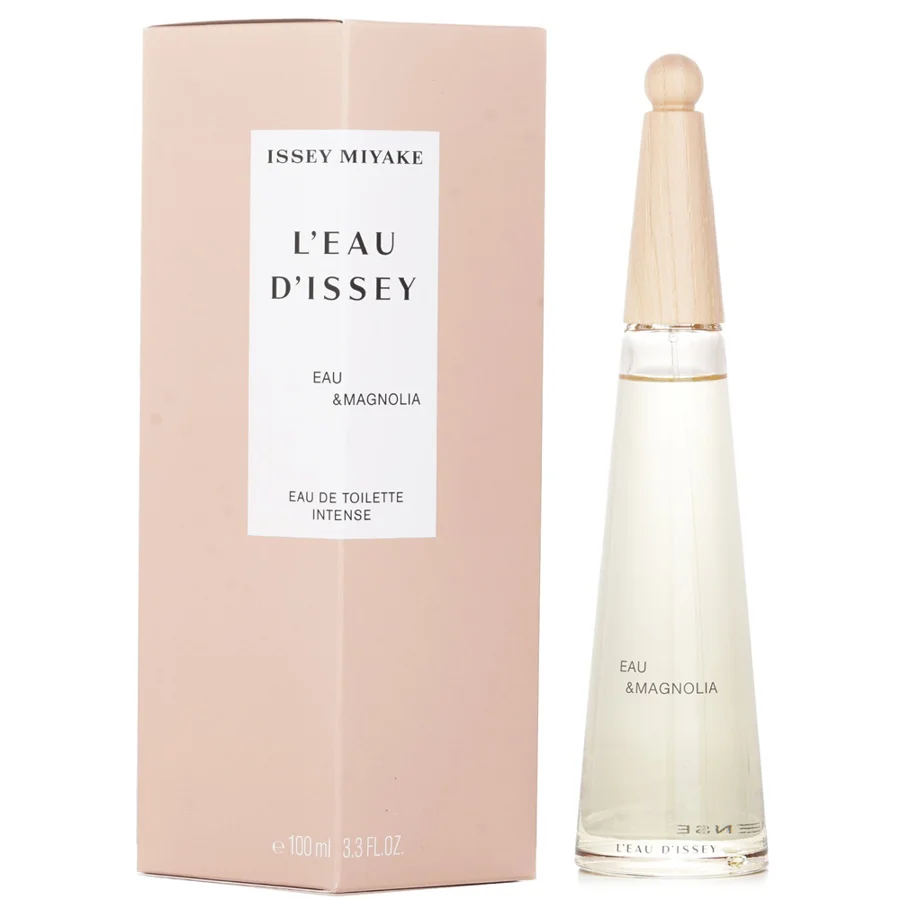 ISSEY MIYAKE
L'EAU
D'ISSEY
EAU
&MAGNOLIA
EAU DE TOILETTE
INTENSE
e 100 ml 3.3 FL.OZ.
EAU
&MAGNOLIA
L'EAU D'ISSEY